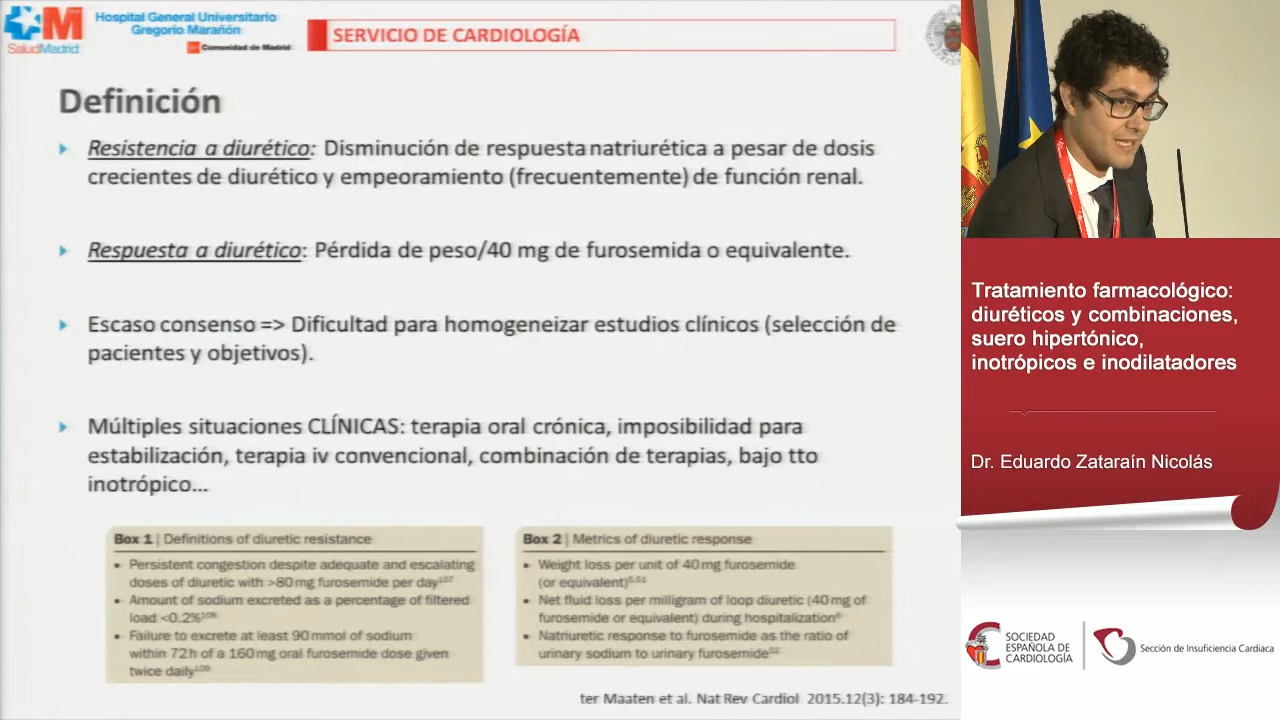 SaludMadrid
Hospital General Universitario
Gregorio Marañón
Comunidad de Madrid
SERVICIO DE CARDIOLOGÍA
Definición
Resistencia a diurético: Disminución de respuesta natriurética a pesar de dosis
crecientes de diurético y empeoramiento (frecuentemente) de función renal.
Respuesta a diurético: Pérdida de peso/40 mg de furosemida o equivalente.
Escaso consenso => Dificultad para homogeneizar estudios clínicos (selección de
pacientes y objetivos).
Múltiples situaciones CLÍNICAS: terapia oral crónica, imposibilidad para
estabilización, terapia iv convencional, combinación de terapias, bajo tto
inotrópico...
Box 1 | Definitions of diuretic resistance
Persistent congestion despite adequate and escalating
doses of diuretic with >80 mg furosemide per day107
Amount of sodium excreted as a percentage of filtered
load <0.2%108
Failure to excrete at least 90 mmol of sodium
within 72 h of a 160 mg oral furosemide dose given
twice daily109
Box 2 | Metrics of diuretic response
Weight loss per unit of 40 mg furosemide
(or equivalent)
Net fluid loss per milligram of loop diuretic (40 mg of
furosemide or equivalent) during hospitalization
Natriuretic response to furosemide as the ratio of
urinary sodium to urinary furosemide
ter Maaten et al. Nat Rev Cardiol 2015.12(3): 184-192.
Tratamiento farmacológico:
diuréticos y combinaciones,
suero hipertónico,
inotrópicos e inodilatadores
Dr. Eduardo Zataraín Nicolás
SOCIEDAD
ESPAÑOLA DE
CARDIOLOGÍA
Sección de Insuficiencia Cardiaca